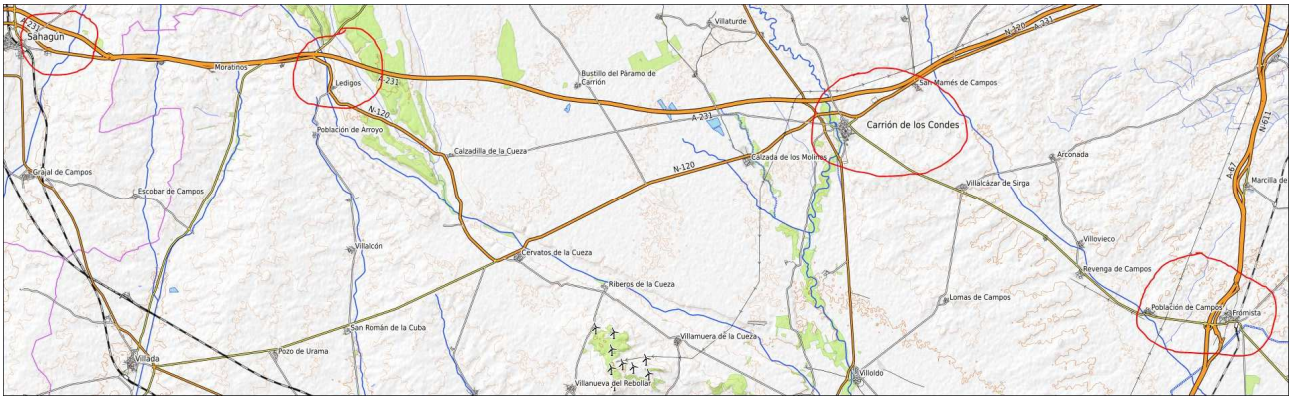 A-231
Sahagún
Moratinos
Ledigos
A-231
N-120
Población de Arroyo
Bustillo del Páramo de
Carrión
Villaturde
A-231
N-120
A-231
San Mamés de Campos
Carrión de los Condes
Calzadilla de la Cueza
N-120
Calzada de los Molinos
Arconada
N-611
A-67
Marcilla de
Grajal de Campos
Escobar de Campos
Villalcázar de Sirga
Villalcón
Cervatos de la Cueza
Villovieco
Revenga de Campos
Riberos de la Cueza
Lomas de Campos
Población de Campos
Frómista
San Román de la Cuba
Villamuera de la Cueza
Pozo de Urama
Villada
Villanueva del Rebollar
Villoldo